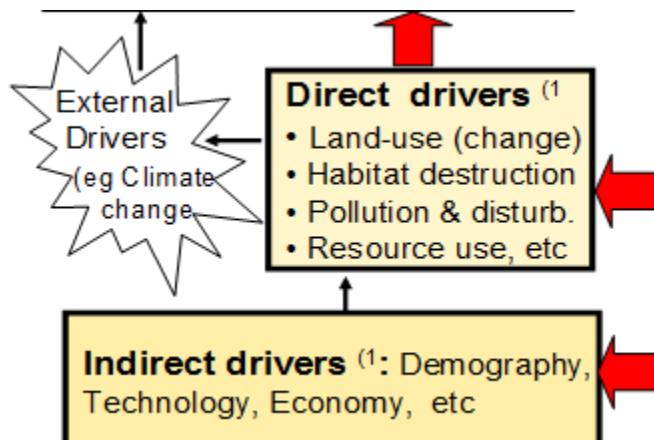 External
Drivers
(eg Climate
change
Direct drivers (1
• Land-use (change)
• Habitat destruction
• Pollution & disturb.
• Resource use, etc
Indirect drivers (1: Demography,
Technology, Economy, etc